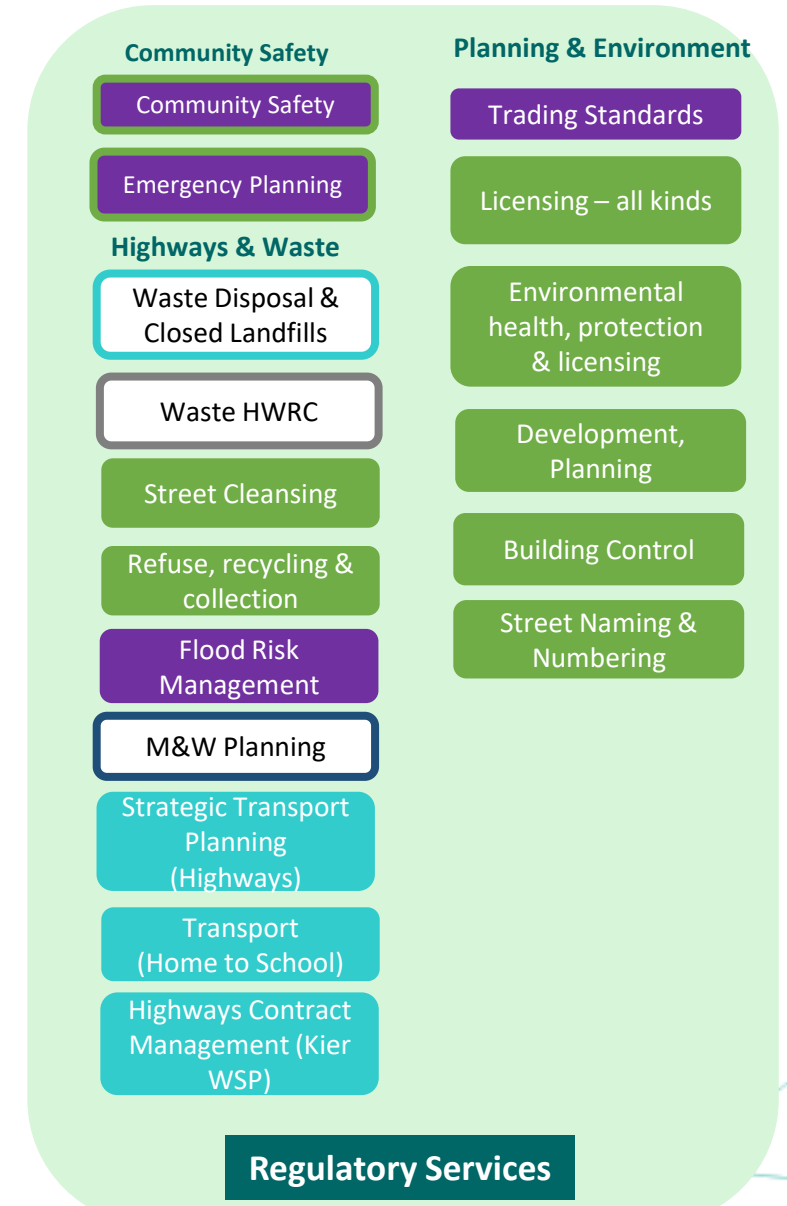 Community Safety
Community Safety
Emergency Planning
Highways & Waste
Waste Disposal &
Closed Landfills
Waste HWRC
Street Cleansing
Refuse, recycling &
collection
Flood Risk
Management
M&W Planning
Strategic Transport
Planning
(Highways)
Transport
(Home to School)
Highways Contract
Management (Kier
WSP)
Planning & Environment
Trading Standards
Licensing – all kinds
Environmental
health, protection
& licensing
Development,
Planning
Building Control
Street Naming &
Numbering
Regulatory Services